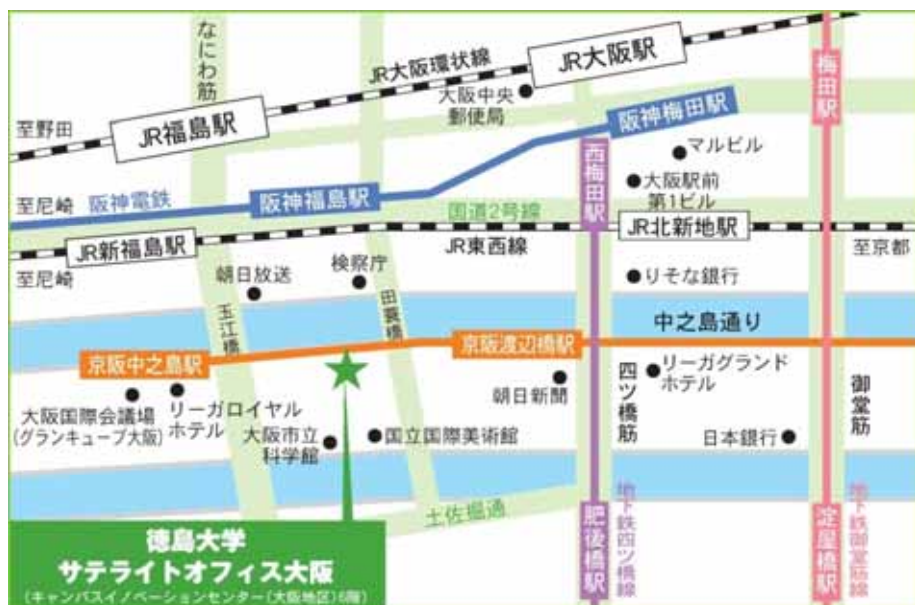 なにわ筋
JR大阪環状線
JR大阪駅
梅田駅
大阪中央
郵便局
至野田
JR福島駅
阪神梅田駅
マルビル
西梅田駅
大阪駅前
第1ビル
至尼崎
阪神電鉄
阪神福島駅
国道2号線
JR新福島駅
JR東西線
JR北新地駅
至京都
至尼崎
朝日放送
検察庁
りそな銀行
玉江橋
田蓑橋
中之島通り
京阪中之島駅
京阪渡辺橋駅
リーガグランド
ホテル
朝日新聞
四ツ橋筋
御堂筋
大阪国際会議場
(グランキューブ大阪)
リーガロイヤル
ホテル
大阪市立
科学館
国立国際美術館
日本銀行
土佐堀通
肥後橋駅
地下鉄四ツ橋線
淀屋橋駅
地下鉄御堂筋線
徳島大学
サテライトオフィス大阪
(キャンパスイノベーションセンター(大阪地区)6階)